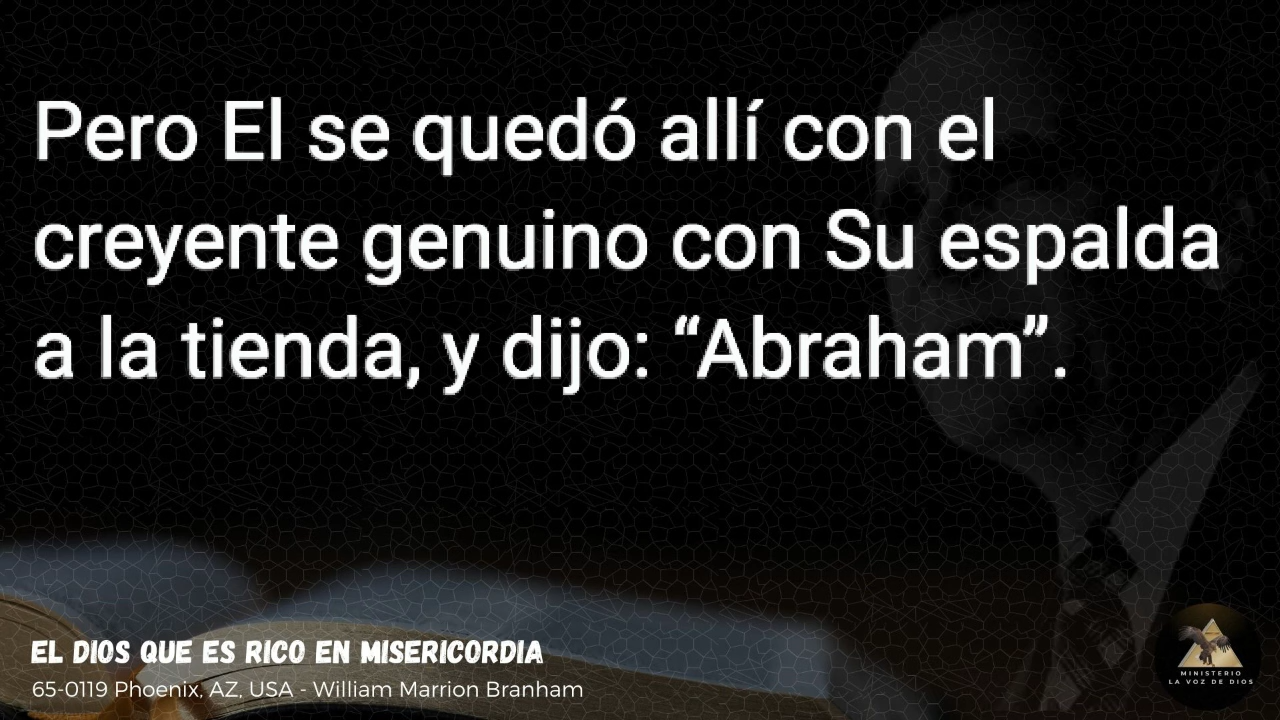 Pero El se quedó allí con el
creyente genuino con Su espalda
a la tienda, y dijo: “Abraham”.
EL DIOS QUE ES RICO EN MISERICORDIA
65-0119 Phoenix, AZ, USA - William Marrion Branham
MINISTERIO
LA VOZ DE DIOS